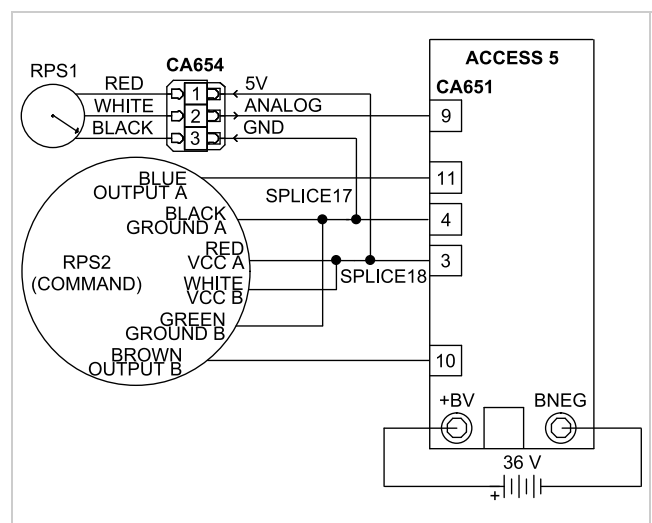 ACCESS 5
CA651
RPS1
CA654
RED
1
5V
WHITE
2
ANALOG
9
BLACK
3
GND
BLUE
OUTPUT A
11
SPLICE17
BLACK
GROUND A
4
RED
VCC A
3
RPS2
(COMMAND)
SPLICE18
WHITE
VCC B
GREEN
GROUND B
BROWN
OUTPUT B
10
+BV
BNEG
36 V
+